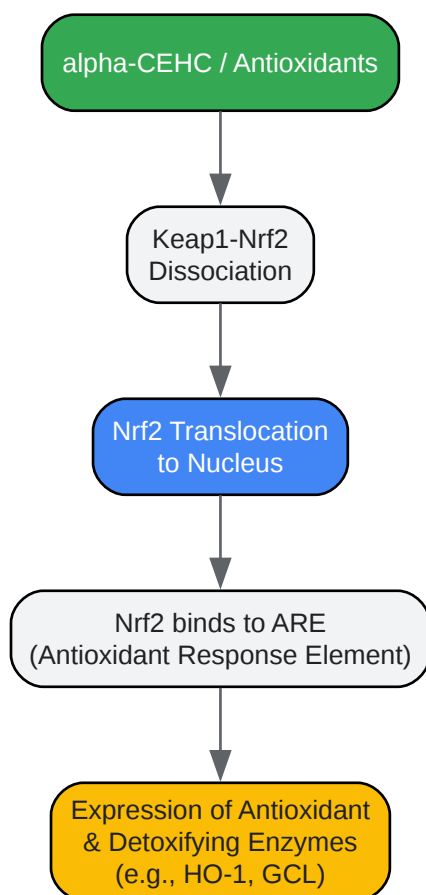 alpha-CEHC / Antioxidants
Keap1-Nrf2
Dissociation
Nrf2 Translocation
to Nucleus
Nrf2 binds to ARE
(Antioxidant Response Element)
Expression of Antioxidant
& Detoxifying Enzymes
(e.g., HO-1, GCL)